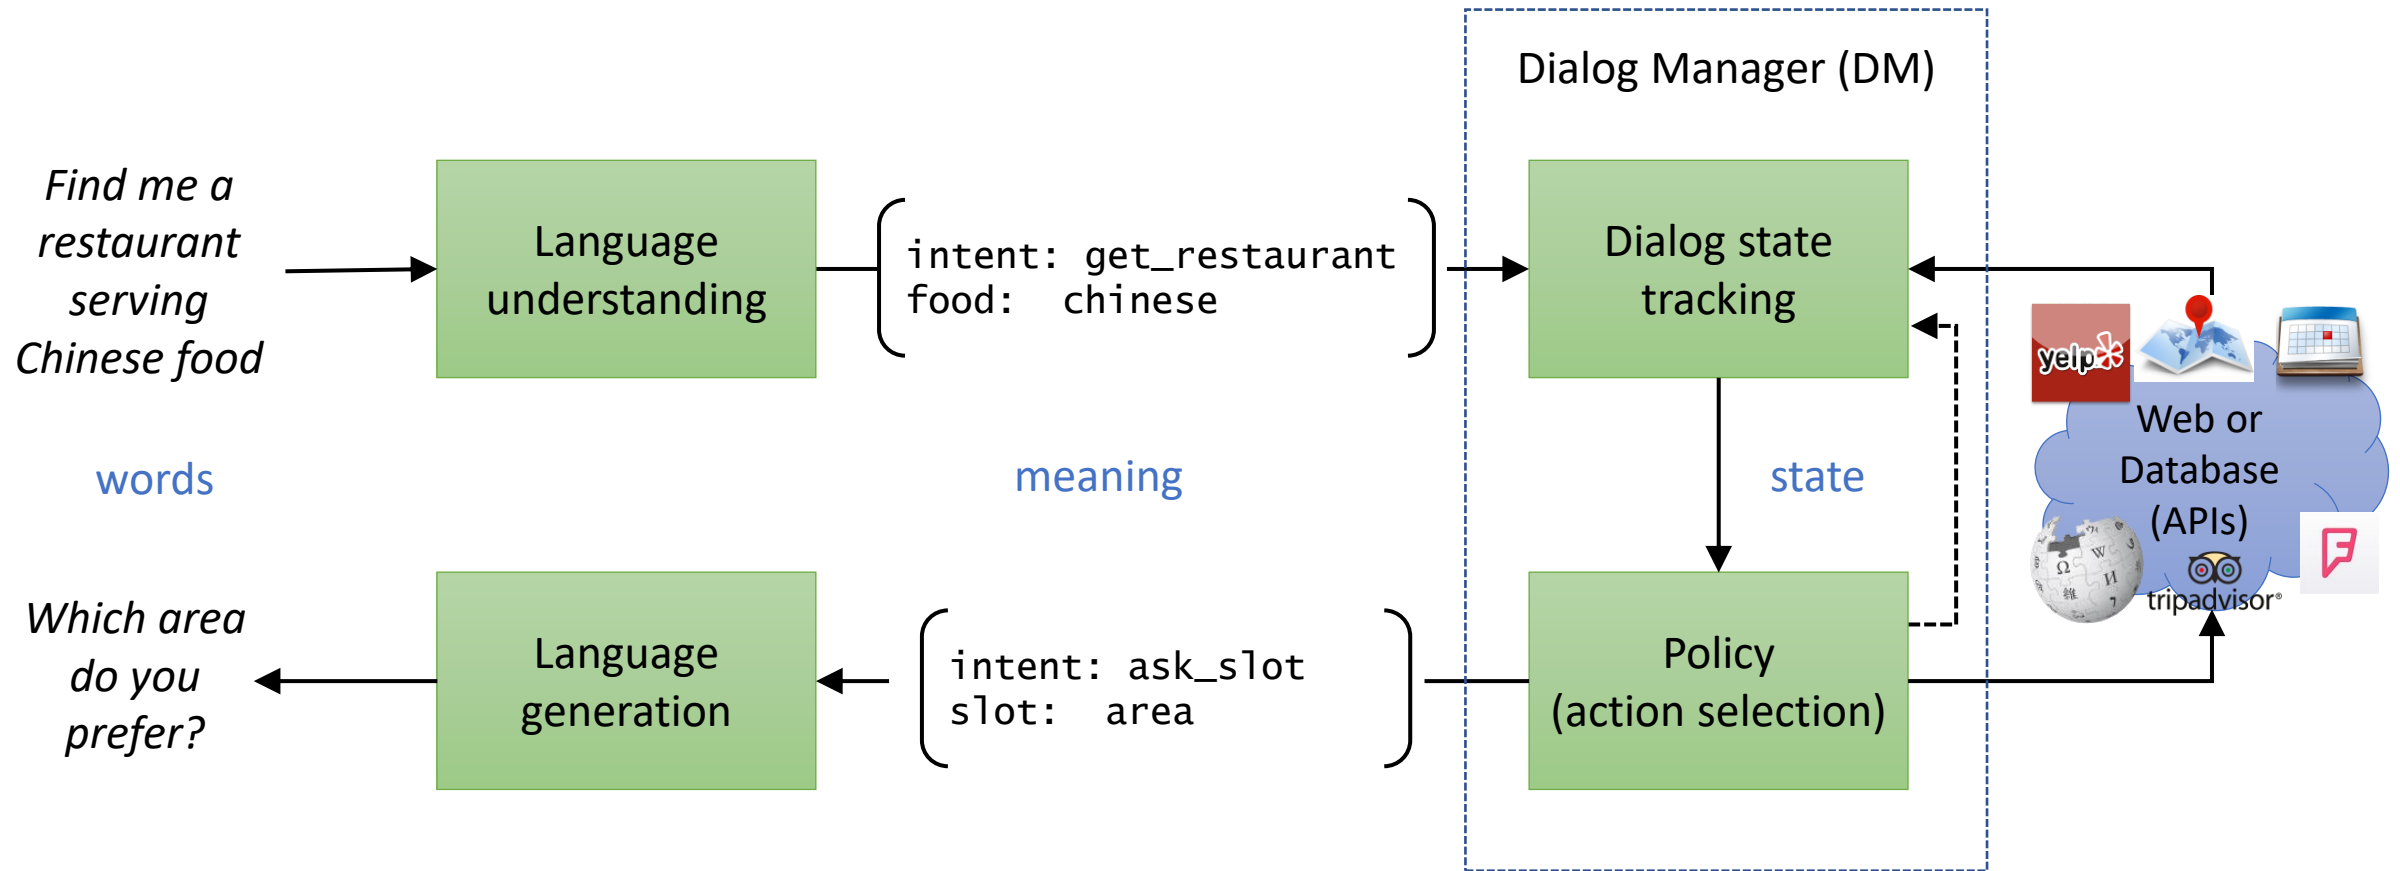 Dialog Manager (DM)
Find me a
restaurant
serving
Chinese food
Language
understanding
intent: get_restaurant
food: chinese
Dialog state
tracking
yelp
Web or
Database
(APIs)
tripadvisor®
words
meaning
state
Which area
do you
prefer?
Language
generation
intent: ask_slot
slot: area
Policy
(action selection)